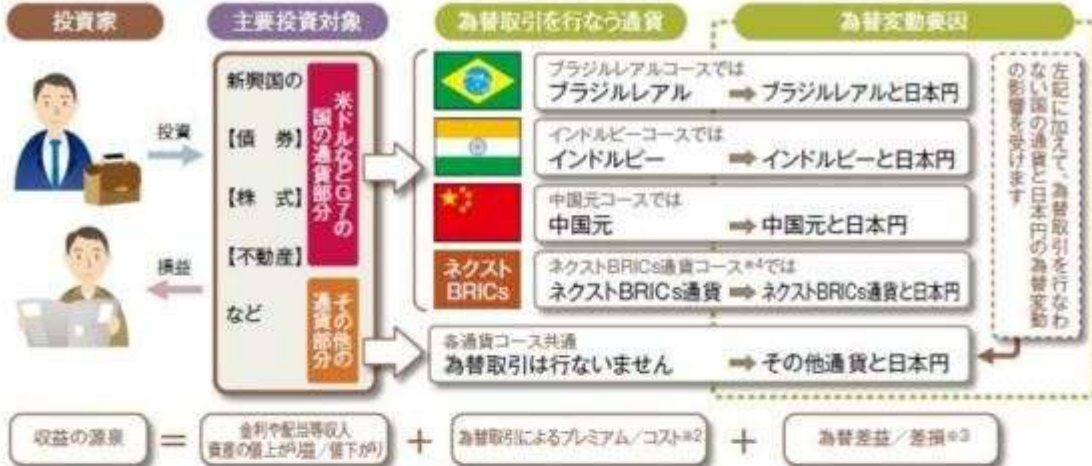 投資家
主要投資対象
為替取引を行なう通貨
為替変動要因
投資
損益
新興国の
【債 券】
【株 式】
【不動産】
など
米ドルなどG7の
国の通貨部分
その他の
通貨部分
ブラジルレアルコースでは
ブラジルレアル ➡ ブラジルレアルと日本円
インドルピーコースでは
インドルピー ➡ インドルピーと日本円
中国元コースでは
中国元 ➡ 中国元と日本円
ネクスト
BRICs
ネクストBRICs通貨コース※4では
ネクストBRICs通貨 ➡ ネクストBRICs通貨と日本円
各通貨コース共通
為替取引は行ないません ➡ その他通貨と日本円
左記に加えて、為替取引を行なわ
ない国の通貨と日本円の為替変動
の影響を受けます
収益の源泉
=
金利や配当等収入
資産の値上がり益/値下がり
+
為替取引によるプレミアム/コスト※2
+
為替差益/差損※3